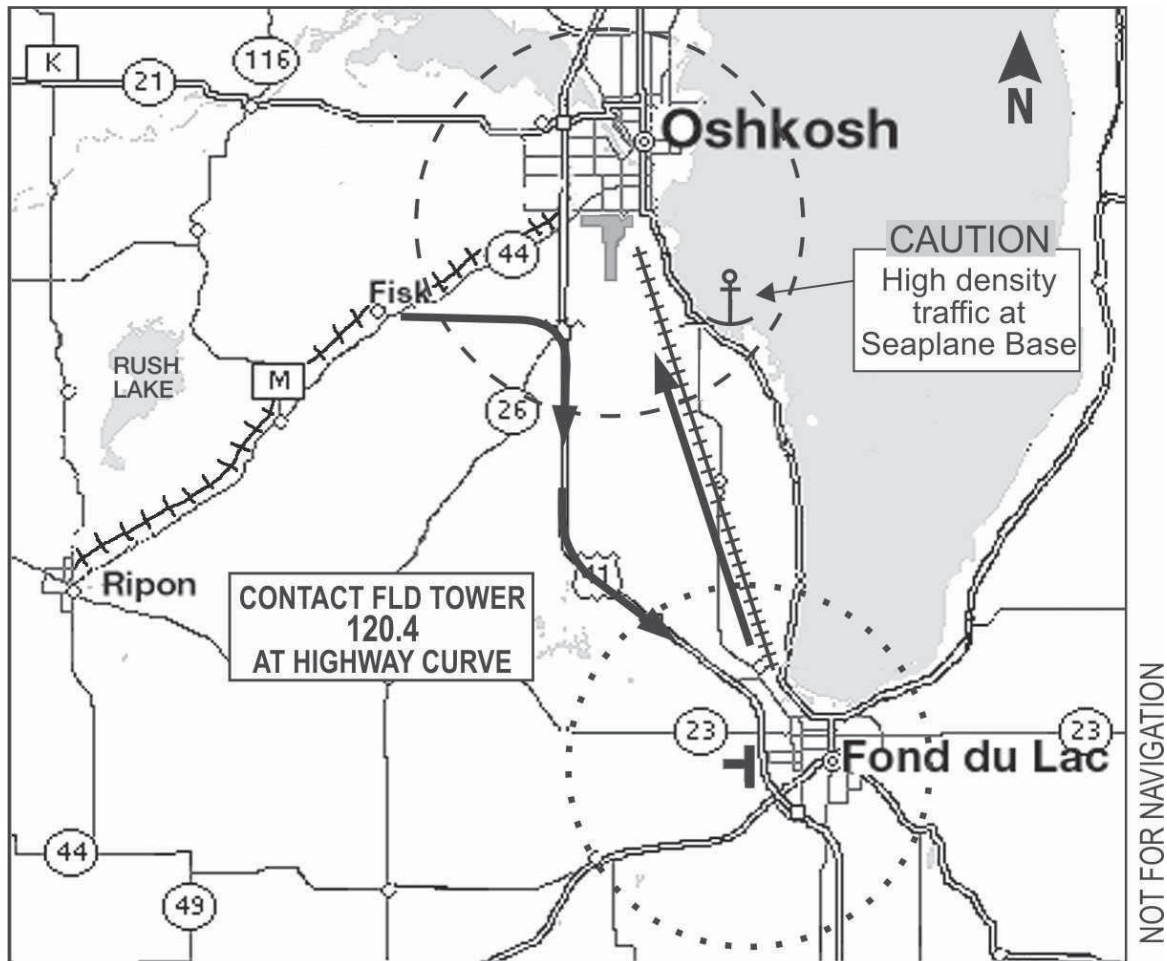 K
21
116
N
Oshkosh
CAUTION
High density
traffic at
Seaplane Base
44
Fisk
RUSH
LAKE
M
26
41
Ripon
CONTACT FLD TOWER
120.4
AT HIGHWAY CURVE
23
23
Fond du Lac
44
49
NOT FOR NAVIGATION